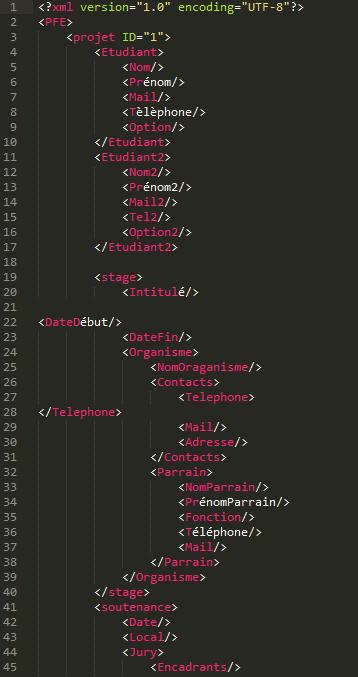 1 <?xml version="1.0" encoding="UTF-8"?>
2 <PFE>
3 <projet ID="1">
4 <Etudiant>
5 <Nom/>
6 <Prénom/>
7 <Mail/>
8 <Tèlèphone/>
9 <Option/>
10 </Etudiant>
11 <Etudiant2>
12 <Nom2/>
13 <Prénom2/>
14 <Mail2/>
15 <Tel2/>
16 <Option2/>
17 </Etudiant2>
18
19 <stage>
20 <Intitulé/>
21
22 <DateDébut/>
23 <DateFin/>
24 <Organisme>
25 <NomOraganisme/>
26 <Contacts>
27 <Telephone>
28 </Telephone>
29 <Mail/>
30 <Adresse/>
31 </Contacts>
32 <Parrain>
33 <NomParrain/>
34 <PrénomParrain/>
35 <Fonction/>
36 <Téléphone/>
37 <Mail/>
38 </Parrain>
39 </Organisme>
40 </stage>
41 <soutenance>
42 <Date/>
43 <Local/>
44 <Jury>
45 <Encadrants/>